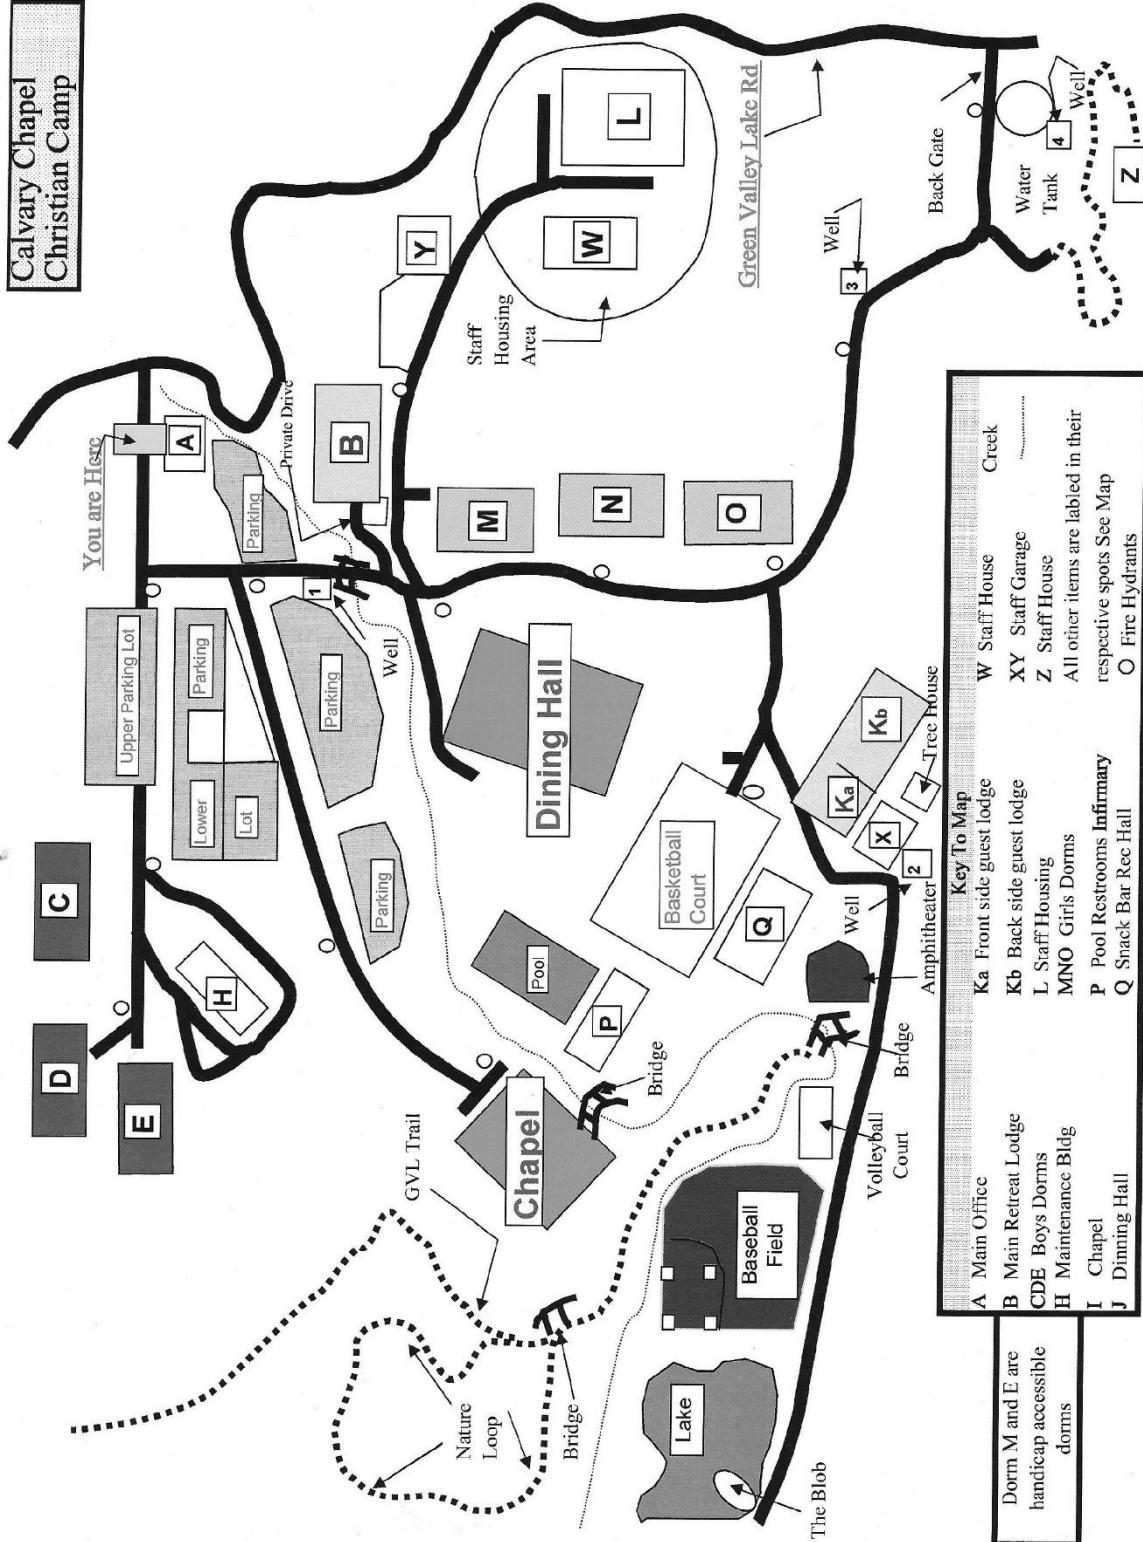 Calvary Chapel
Christian Camp
You are Here
A
Parking
Private Drive
B
Upper Parking Lot
Parking
Lower
Lot
Parking
Parking
1
Well
C
D
E
H
GVL Trail
Nature
Loop
Bridge
Chapel
Bridge
Pool
P
Dining Hall
Basketball
Court
Q
M
N
O
Y
Staff
Housing
Area
W
L
Green Valley Lake Rd
Well
3
Back Gate
Water
Tank
4
Well
Z
Ka
Kb
X
Tree House
2
Well
Amphitheater
Bridge
Volleyball
Court
Baseball
Field
Lake
The Blob
Key To Map
A Main Office
B Main Retreat Lodge
CDE Boys Dorms
H Maintenance Bldg
I Chapel
J Dinning Hall
Ka Front side guest lodge
Kb Back side guest lodge
L Staff Housing
MNO Girls Dorms
P Pool Restrooms Infirmary
Q Snack Bar Rec Hall
W Staff House
XY Staff Garage
Z Staff House
Creek
All other items are labled in their
respective spots See Map
O Fire Hydrants
Dorm M and E are
handicap accessible
dorms